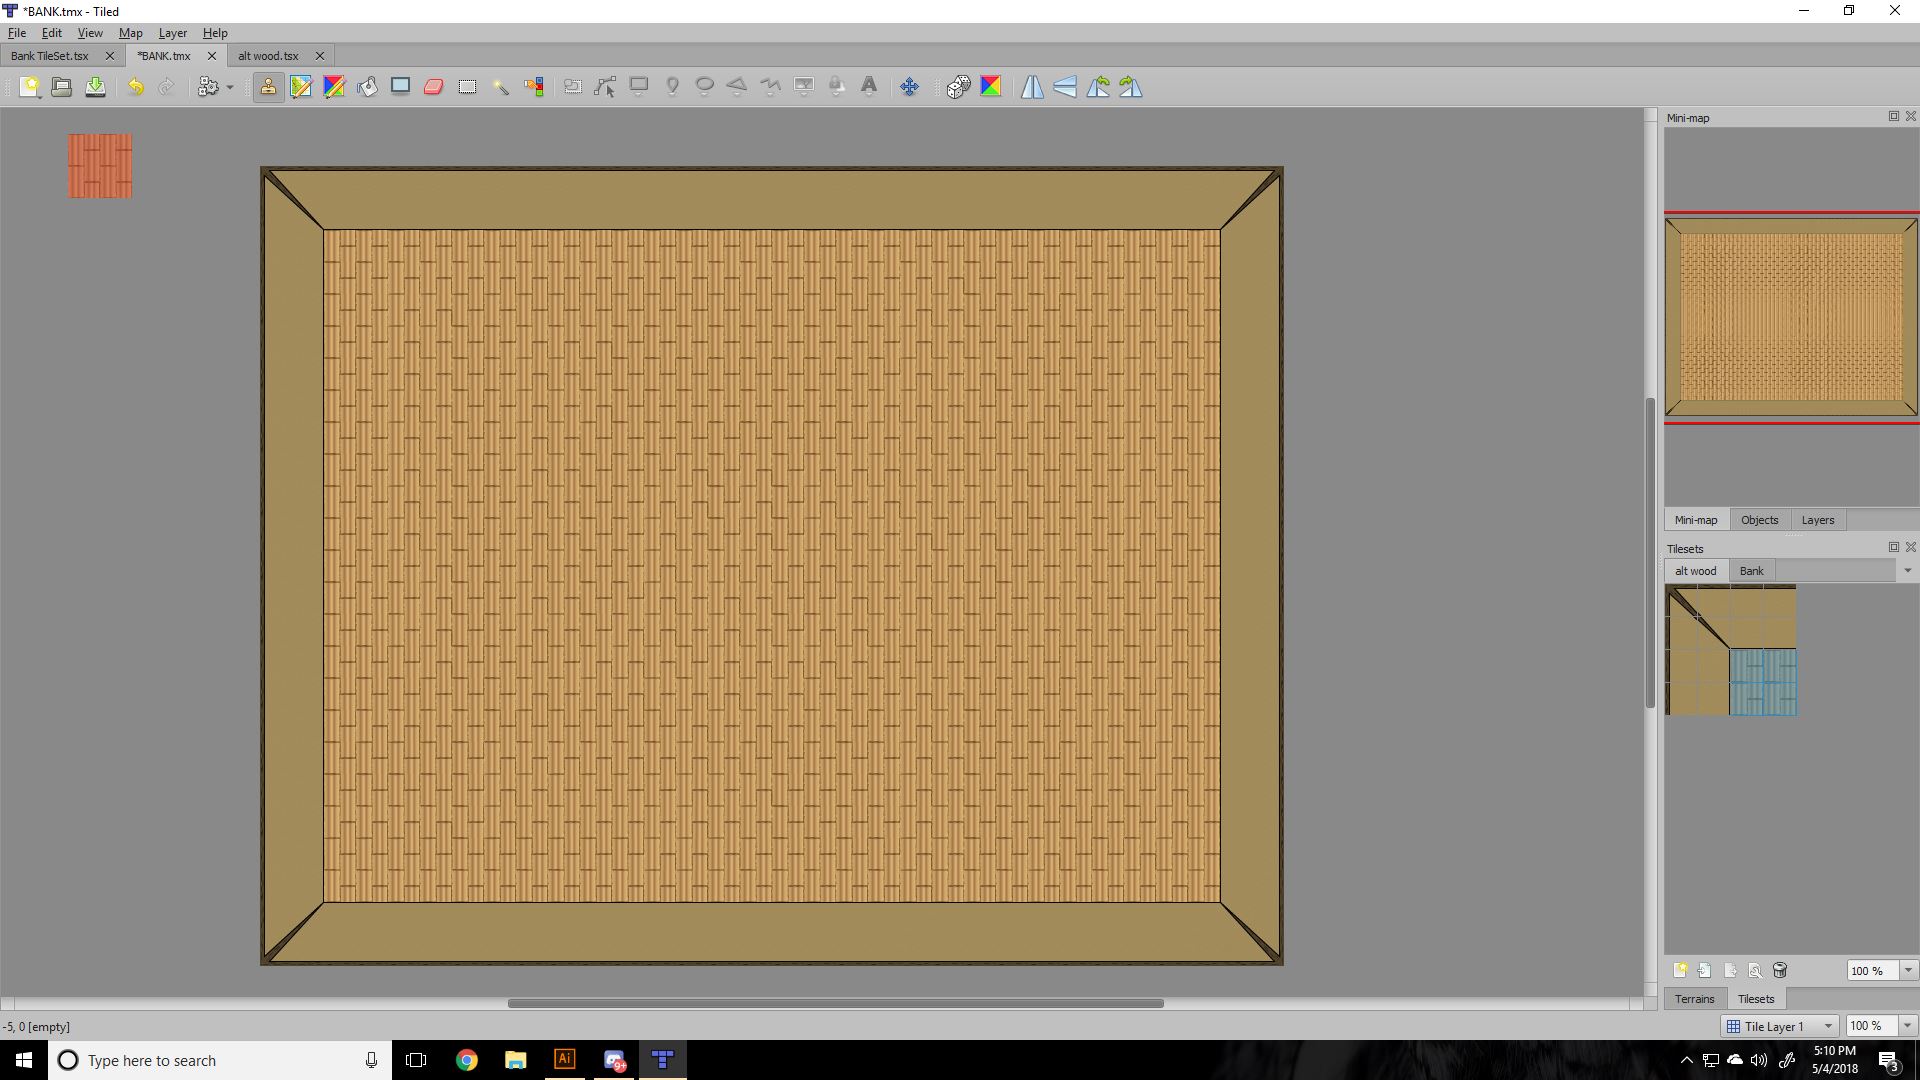 *BANK.tmx - Tiled
File Edit View Map Layer Help
Bank TileSet.tsx *BANK.tmx alt wood.tsx
Mini-map
Mini-map Objects Layers
Tilesets
alt wood Bank
100 %
Terrains Tilesets
-5, 0 [empty]
Tile Layer 1 100 %
Type here to search
Ai
9+
5:10 PM
5/4/2018
3